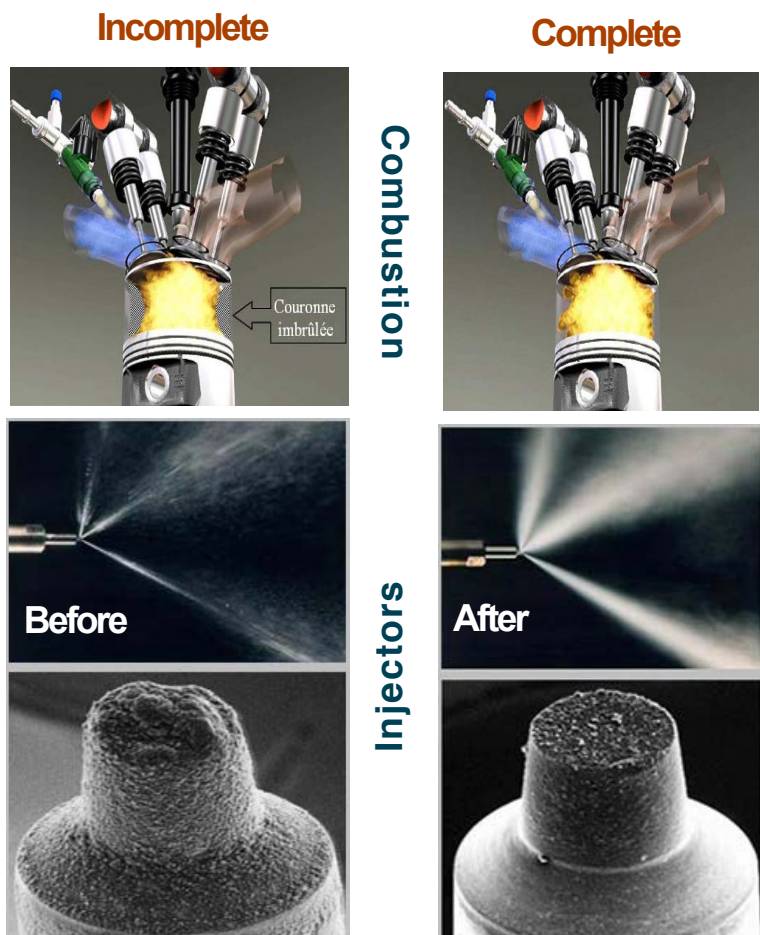 Incomplete
Complete
Combustion
Couronne
imbrûlée
Before
After
Injectors